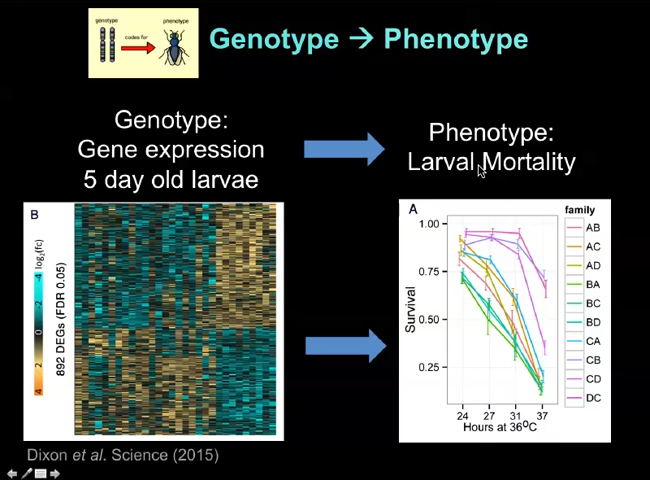 genotype
phenotype
codes for
Genotype → Phenotype
Genotype:
Gene expression
5 day old larvae
Phenotype:
Larval Mortality
B
log₂(fc)
-4
-2
0
2
4
892 DEGs (FDR 0.05)
A
Survival
1.00
0.75
0.50
0.25
24 27 31 37
Hours at 36⁰C
family
AB
AC
AD
BA
BC
BD
CA
CB
CD
DC
Dixon et al. Science (2015)